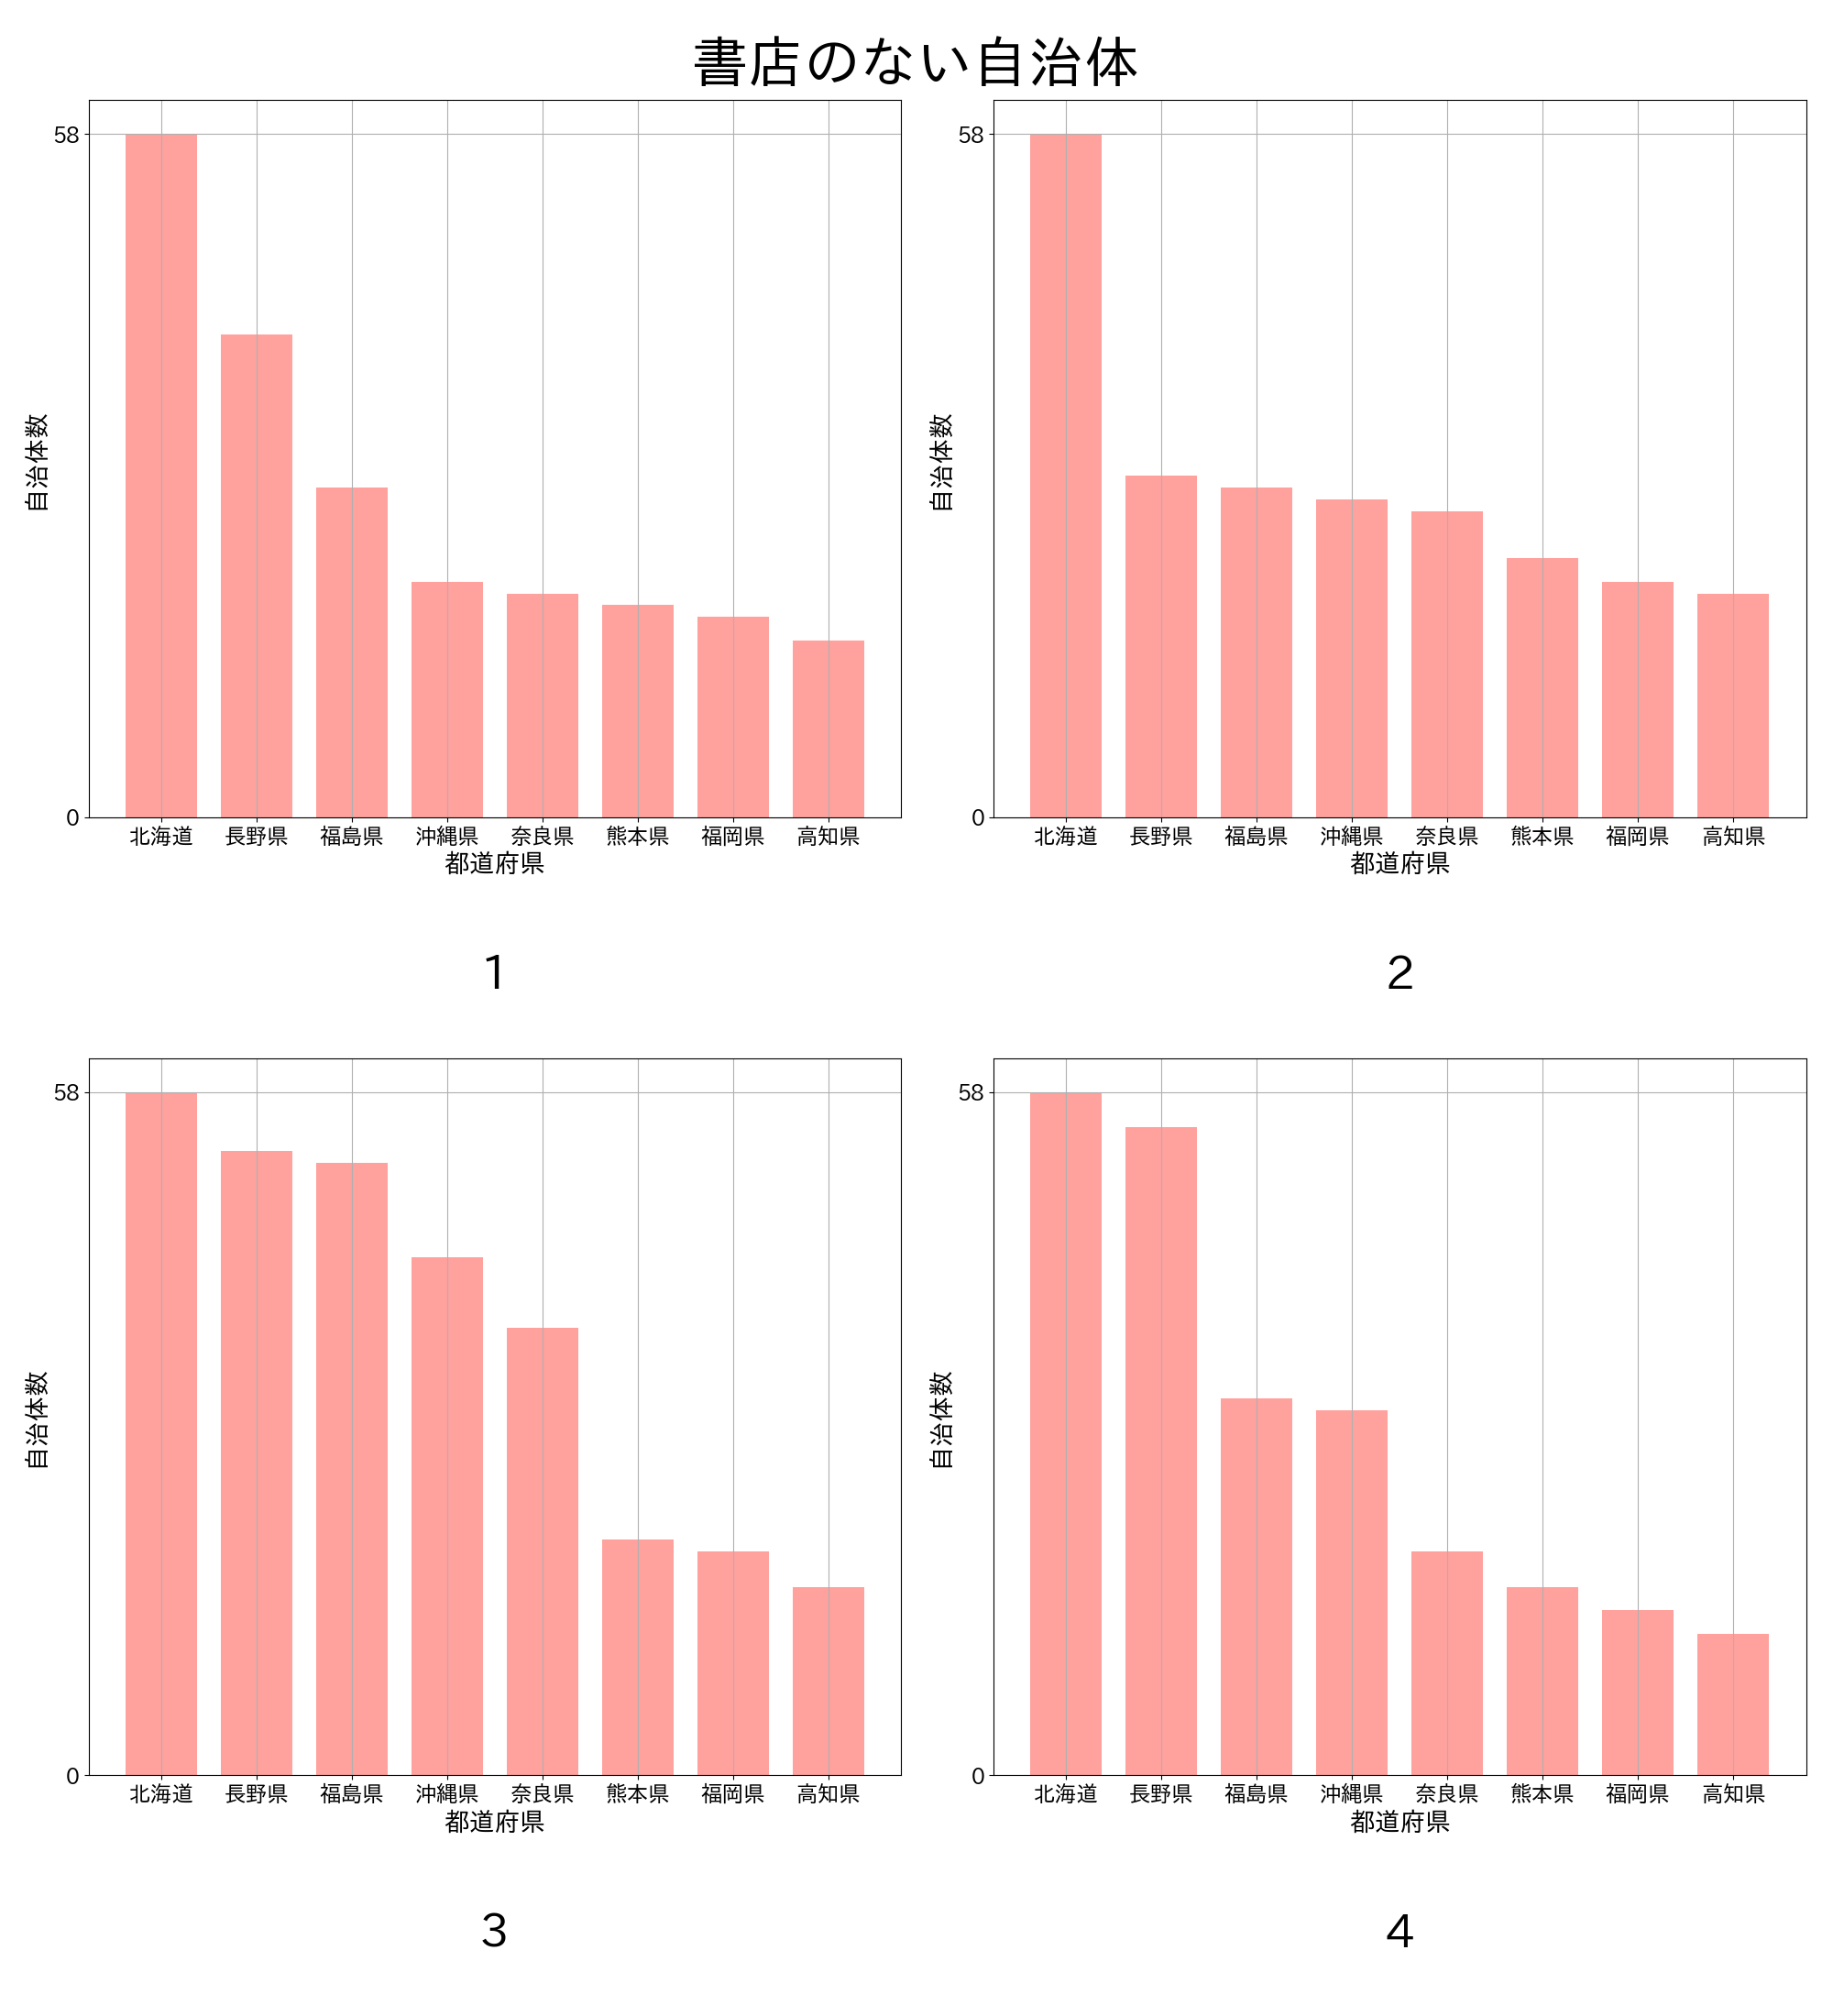 書店のない自治体
58
0
自治体数
北海道 長野県 福島県 沖縄県 奈良県 熊本県 福岡県 高知県
都道府県
1
58
0
自治体数
北海道 長野県 福島県 沖縄県 奈良県 熊本県 福岡県 高知県
都道府県
2
58
0
自治体数
北海道 長野県 福島県 沖縄県 奈良県 熊本県 福岡県 高知県
都道府県
3
58
0
自治体数
北海道 長野県 福島県 沖縄県 奈良県 熊本県 福岡県 高知県
都道府県
4